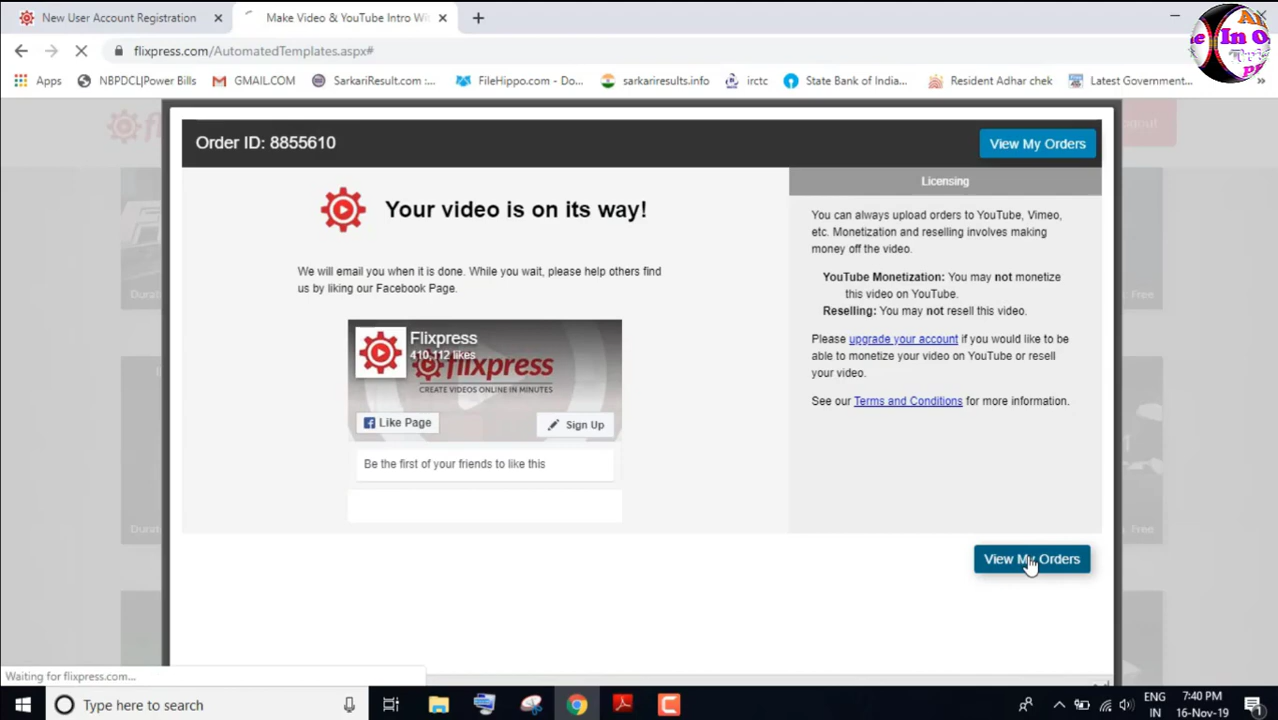 New User Account Registration
Make Video & YouTube Intro Wi
flixpress.com/AutomatedTemplates.aspx#
Apps
NBPDCL|Power Bills
GMAIL.COM
SarkariResult.com :...
FileHippo.com - Do...
sarkariresults.info
irctc
State Bank of India...
Resident Adhar chek
Latest Government...
In O
Order ID: 8855610
View My Orders
Your video is on its way!
We will email you when it is done. While you wait, please help others find
us by liking our Facebook Page.
Flixpress
410,112 likes
flixpress
CREATE VIDEOS ONLINE IN MINUTES
Like Page
Sign Up
Be the first of your friends to like this
Licensing
You can always upload orders to YouTube, Vimeo,
etc. Monetization and reselling involves making
money off the video.
YouTube Monetization: You may not monetize
this video on YouTube.
Reselling: You may not resell this video.
Please upgrade your account if you would like to be
able to monetize your video on YouTube or resell
your video.
See our Terms and Conditions for more information.
View My Orders
Free
Free
Waiting for flixpress.com...
Type here to search
ENG
IN
7:40 PM
16-Nov-19
1